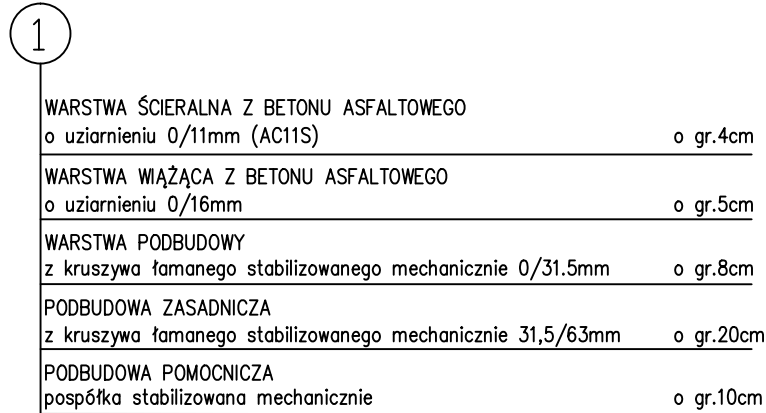 1
WARSTWA ŚCIERALNA Z BETONU ASFALTOWEGO
o uziarnieniu 0/11mm (AC11S) o gr.4cm
WARSTWA WIĄŻĄCA Z BETONU ASFALTOWEGO
o uziarnieniu 0/16mm o gr.5cm
WARSTWA PODBUDOWY
z kruszywa łamanego stabilizowanego mechanicznie 0/31.5mm o gr.8cm
PODBUDOWA ZASADNICZA
z kruszywa łamanego stabilizowanego mechanicznie 31,5/63mm o gr.20cm
PODBUDOWA POMOCNICZA
pospółka stabilizowana mechanicznie o gr.10cm